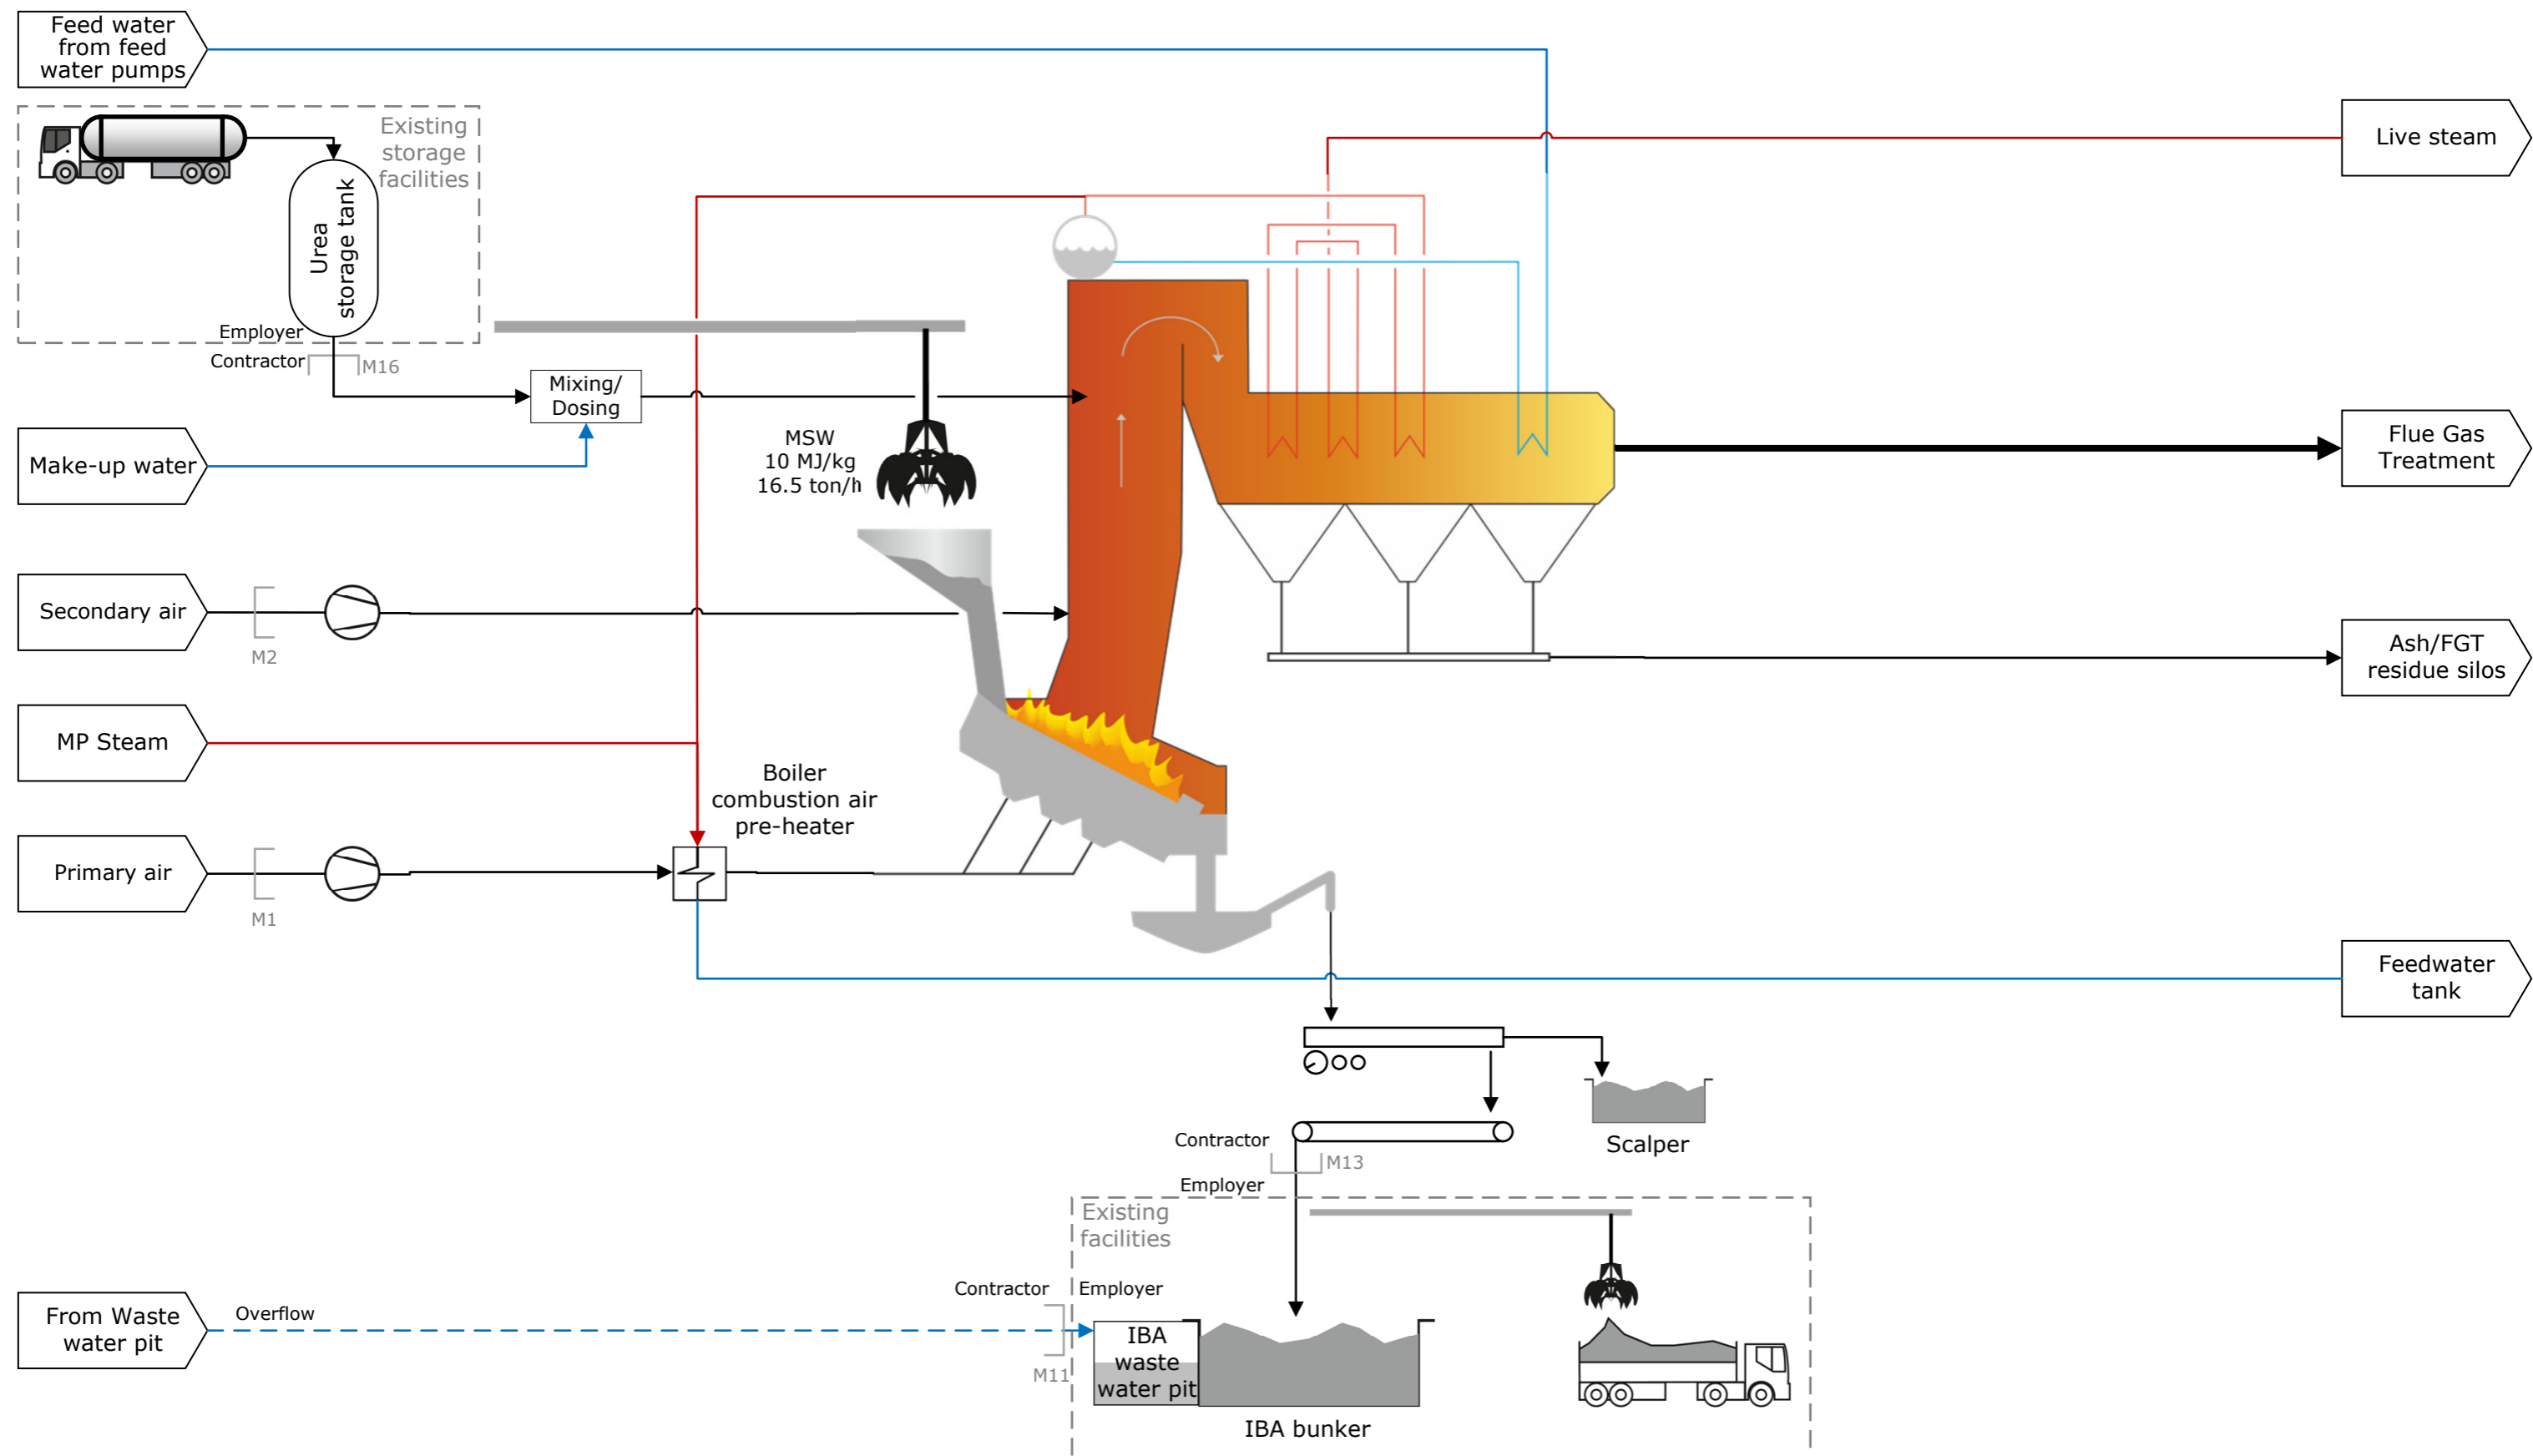 Feed water
from feed
water pumps
Existing
storage
facilities
Urea
storage tank
Live steam
Employer
Contractor
M16
Mixing/
Dosing
MSW
10 MJ/kg
16.5 ton/h
Make-up water
Flue Gas
Treatment
Secondary air
M2
Ash/FGT
residue silos
MP Steam
Boiler
combustion air
pre-heater
Primary air
M1
Feedwater
tank
Scalper
Contractor
M13
Employer
Existing
facilities
Contractor
Employer
From Waste
water pit
Overflow
M11
IBA
waste
water pit
IBA bunker